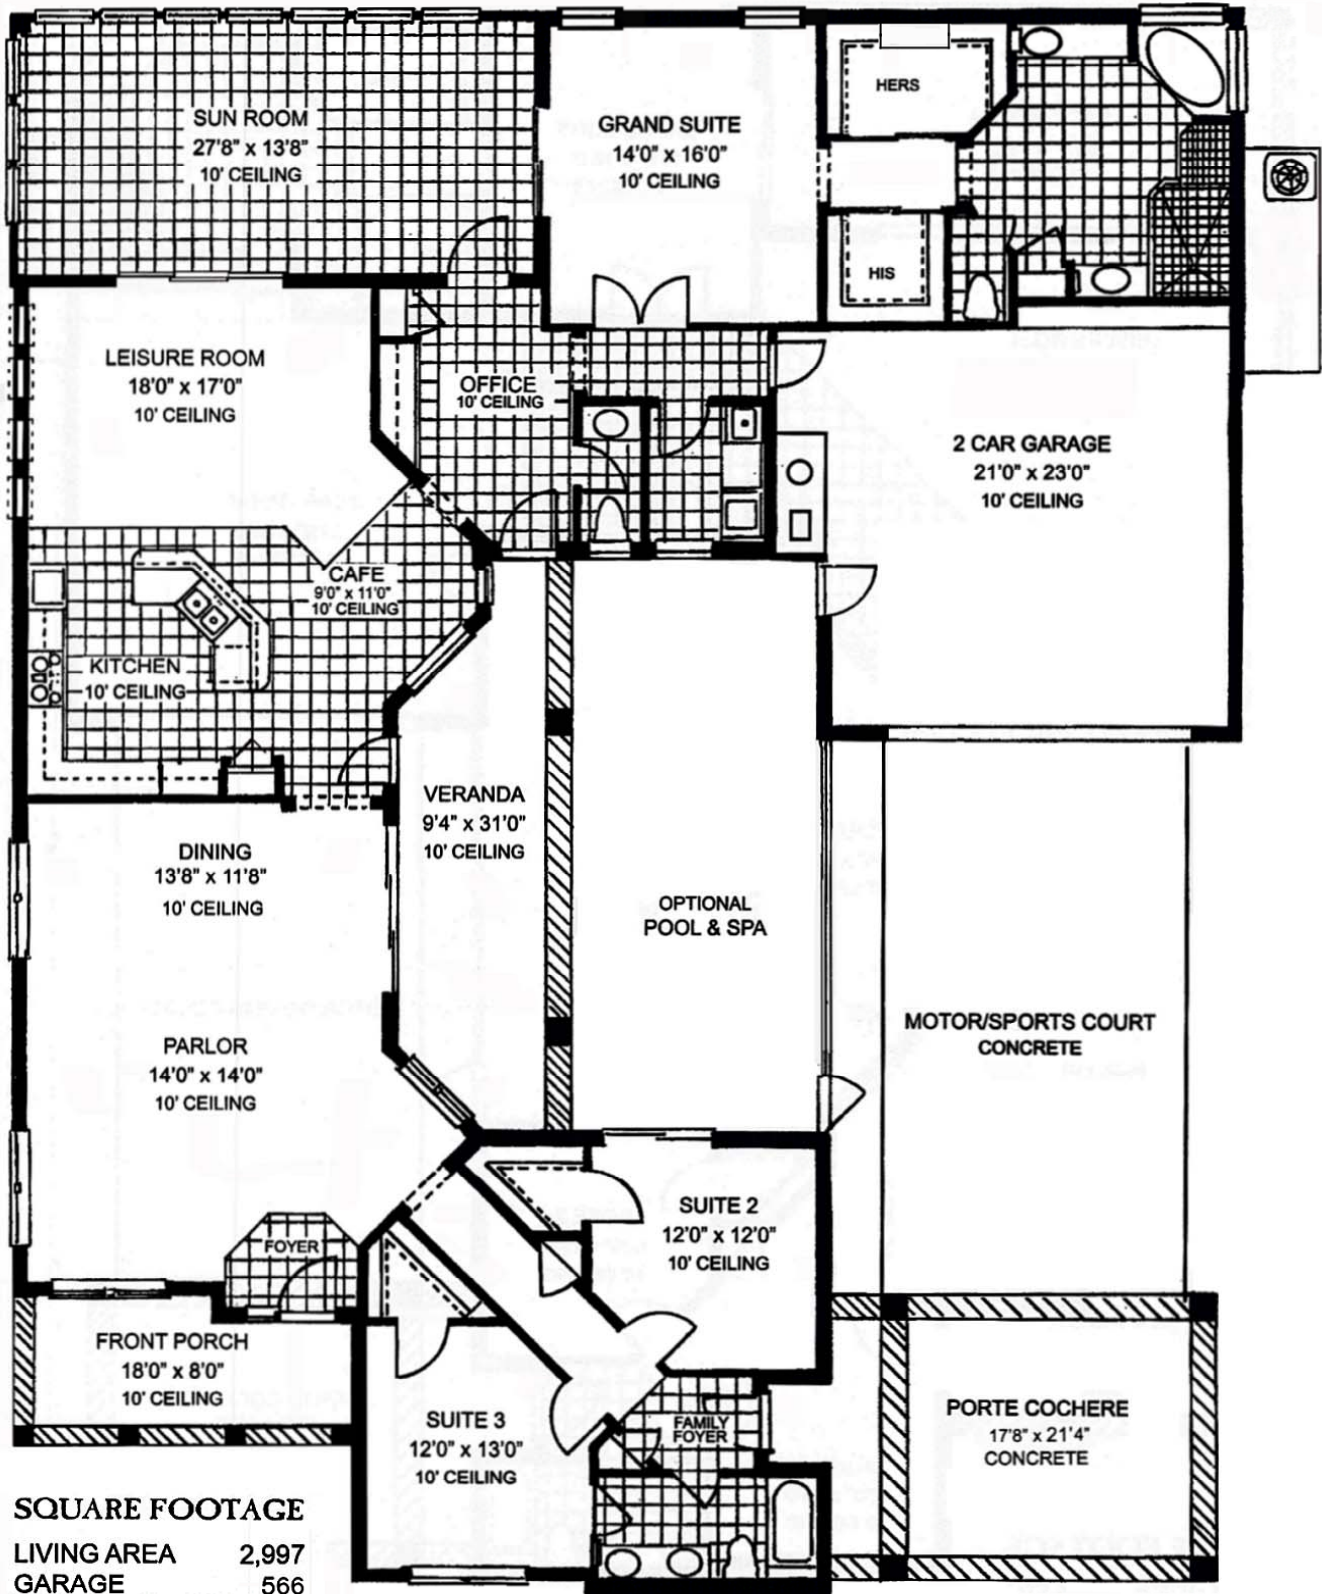 SUN ROOM
27'8" x 13'8"
10' CEILING
GRAND SUITE
14'0" x 16'0"
10' CEILING
HERS
HIS
LEISURE ROOM
18'0" x 17'0"
10' CEILING
OFFICE
10' CEILING
2 CAR GARAGE
21'0" x 23'0"
10' CEILING
CAFE
9'0" x 11'0"
10' CEILING
KITCHEN
10' CEILING
VERANDA
9'4" x 31'0"
10' CEILING
DINING
13'8" x 11'8"
10' CEILING
OPTIONAL
POOL & SPA
PARLOR
14'0" x 14'0"
10' CEILING
MOTOR/SPORTS COURT
CONCRETE
SUITE 2
12'0" x 12'0"
10' CEILING
FOYER
FRONT PORCH
18'0" x 8'0"
10' CEILING
SUITE 3
12'0" x 13'0"
10' CEILING
FAMILY
FOYER
PORTE COCHERE
17'8" x 21'4"
CONCRETE
SQUARE FOOTAGE
LIVING AREA 2,997
GARAGE 566